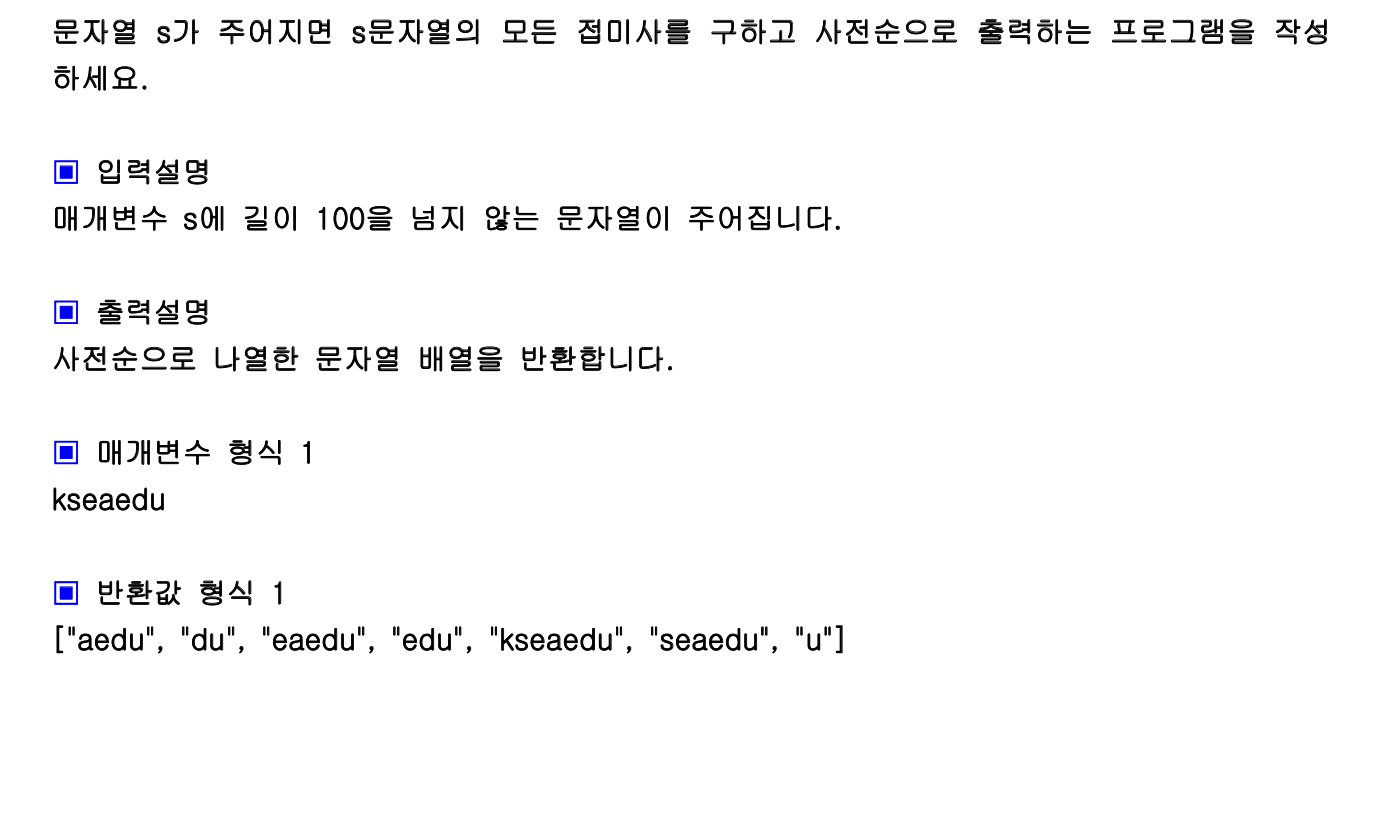 문자열 s가 주어지면 s문자열의 모든 접미사를 구하고 사전순으로 출력하는 프로그램을 작성
하세요.
▣ 입력설명
매개변수 s에 길이 100을 넘지 않는 문자열이 주어집니다.
▣ 출력설명
사전순으로 나열한 문자열 배열을 반환합니다.
▣ 매개변수 형식 1
kseaedu
▣ 반환값 형식 1
["aedu", "du", "eaedu", "edu", "kseaedu", "seaedu", "u"]